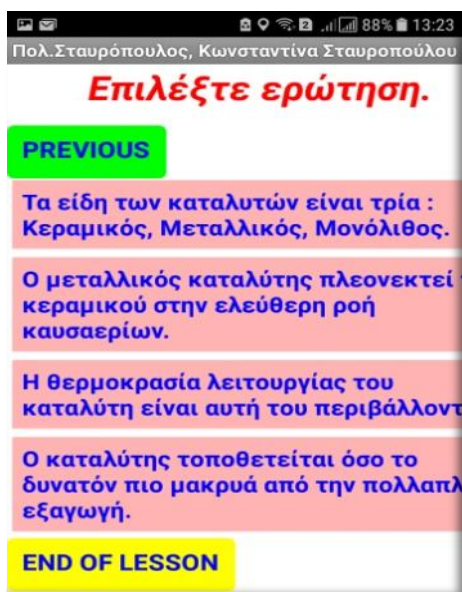 88% 13:23
Πολ.Σταυρόπουλος, Κωνσταντίνα Σταυροπούλου
Επιλέξτε ερώτηση.
PREVIOUS
Τα είδη των καταλυτών είναι τρία :
Κεραμικός, Μεταλλικός, Μονόλιθος.
Ο μεταλλικός καταλύτης πλεονεκτεί
κεραμικού στην ελεύθερη ροή
καυσαερίων.
Η θερμοκρασία λειτουργίας του
καταλύτη είναι αυτή του περιβάλλοντ
Ο καταλύτης τοποθετείται όσο το
δυνατόν πιο μακρυά από την πολλαπλ
εξαγωγή.
END OF LESSON